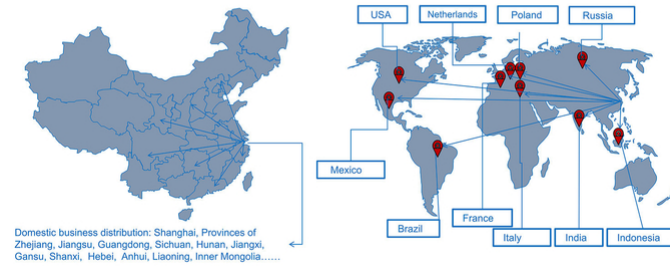 USA
Netherlands
Poland
Russia
Mexico
Brazil
France
Italy
India
Indonesia
Domestic business distribution: Shanghai, Provinces of
Zhejiang, Jiangsu, Guangdong, Sichuan, Hunan, Jiangxi,
Gansu, Shanxi, Hebei, Anhui, Liaoning, Inner Mongolia……